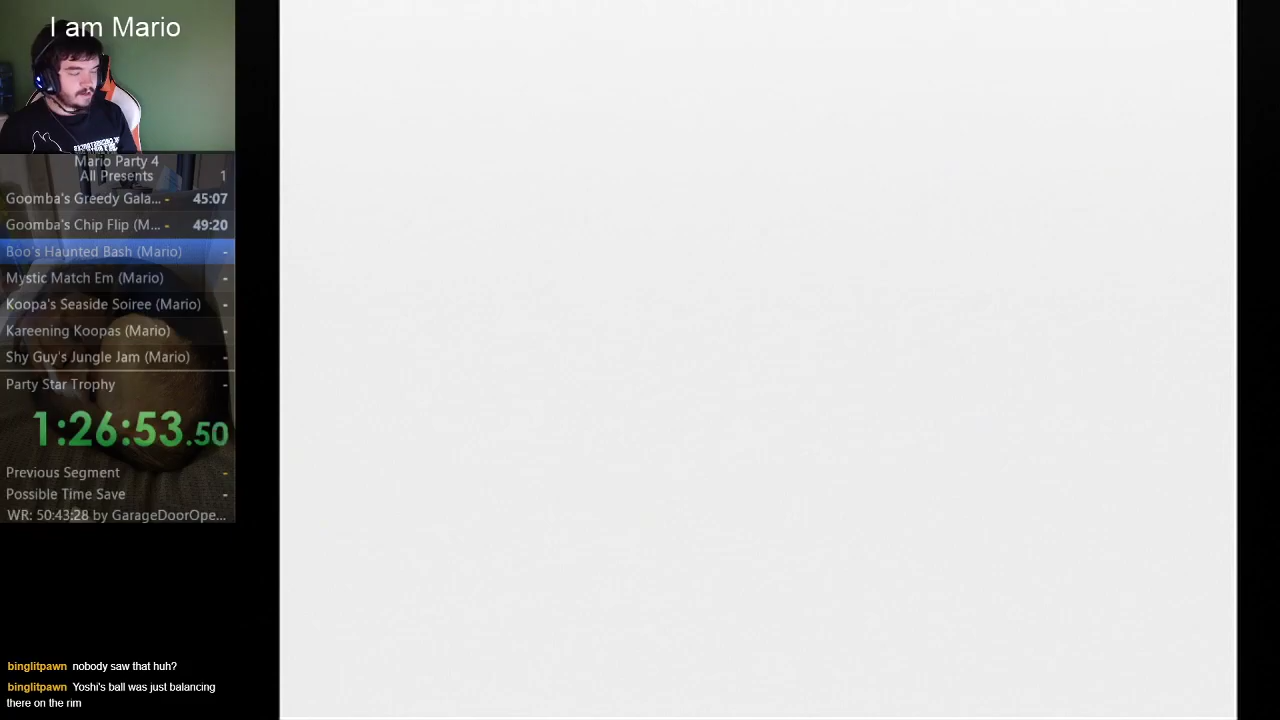 I am Mario
Mario Party 4
All Presents 1
Goomba's Greedy Gala... - 45:07
Goomba's Chip Flip (M... - 49:20
Boo's Haunted Bash (Mario) -
Mystic Match Em (Mario) -
Koopa's Seaside Soiree (Mario) -
Kareening Koopas (Mario) -
Shy Guy's Jungle Jam (Mario) -
Party Star Trophy -
1:26:53.50
Previous Segment -
Possible Time Save -
WR: 50:43:28 by GarageDoorOpe...
binglitpawn nobody saw that huh?
binglitpawn Yoshi's ball was just balancing
there on the rim